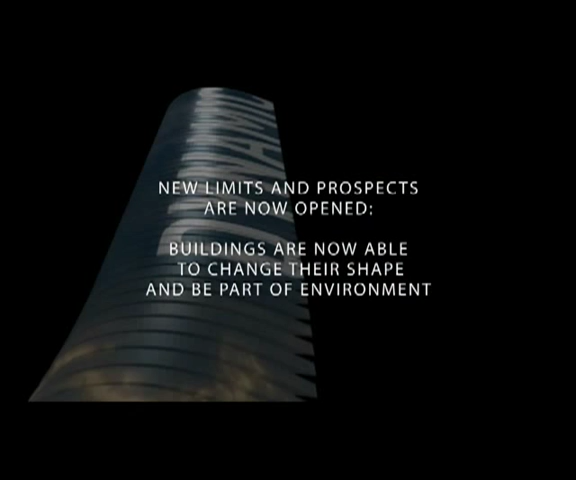 DYNAMIC
NEW LIMITS AND PROSPECTS
ARE NOW OPENED:
BUILDINGS ARE NOW ABLE
TO CHANGE THEIR SHAPE
AND BE PART OF ENVIRONMENT